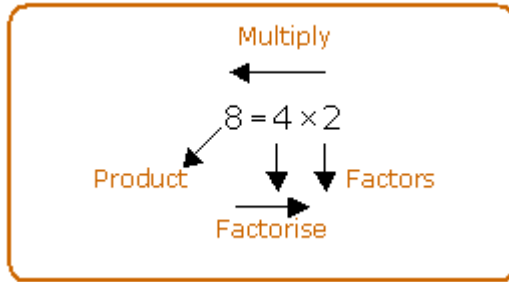 Multiply
8 = 4 × 2
Product
Factors
Factorise